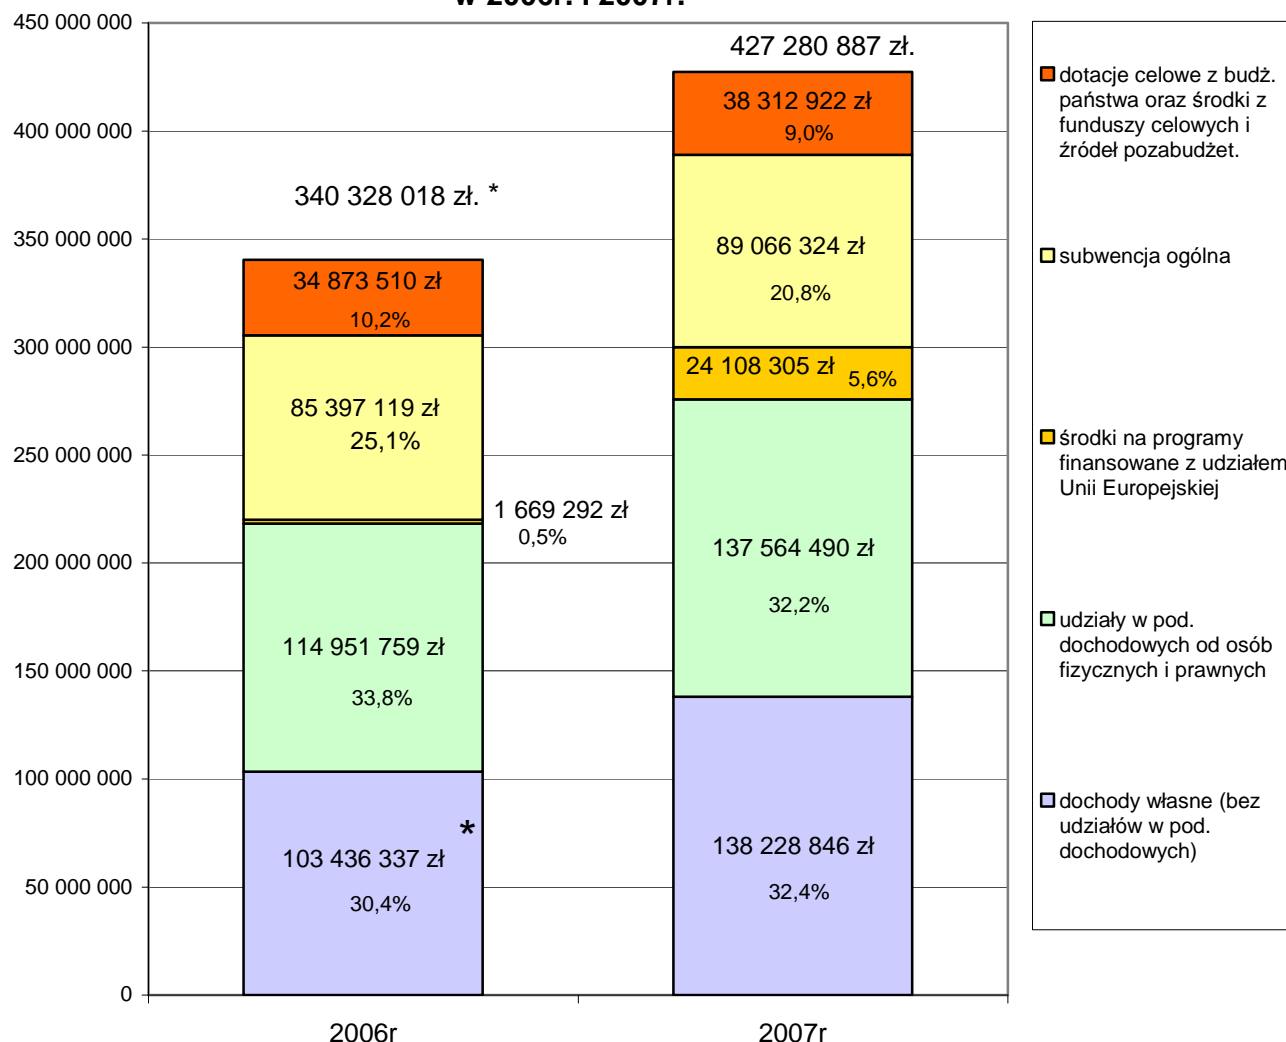 w 2006r. i 2007r.
450 000 000
400 000 000
350 000 000
300 000 000
250 000 000
200 000 000
150 000 000
100 000 000
50 000 000
0
340 328 018 zł. *
34 873 510 zł
10,2%
85 397 119 zł
25,1%
1 669 292 zł
0,5%
114 951 759 zł
33,8%
*
103 436 337 zł
30,4%
2006r
427 280 887 zł.
38 312 922 zł
9,0%
89 066 324 zł
20,8%
24 108 305 zł
5,6%
137 564 490 zł
32,2%
138 228 846 zł
32,4%
2007r
dotacje celowe z budż.
państwa oraz środki z
funduszy celowych i
źródeł pozabudżet.
subwencja ogólna
środki na programy
finansowane z udziałem
Unii Europejskiej
udziały w pod.
dochodowych od osób
fizycznych i prawnych
dochody własne (bez
udziałów w pod.
dochodowych)